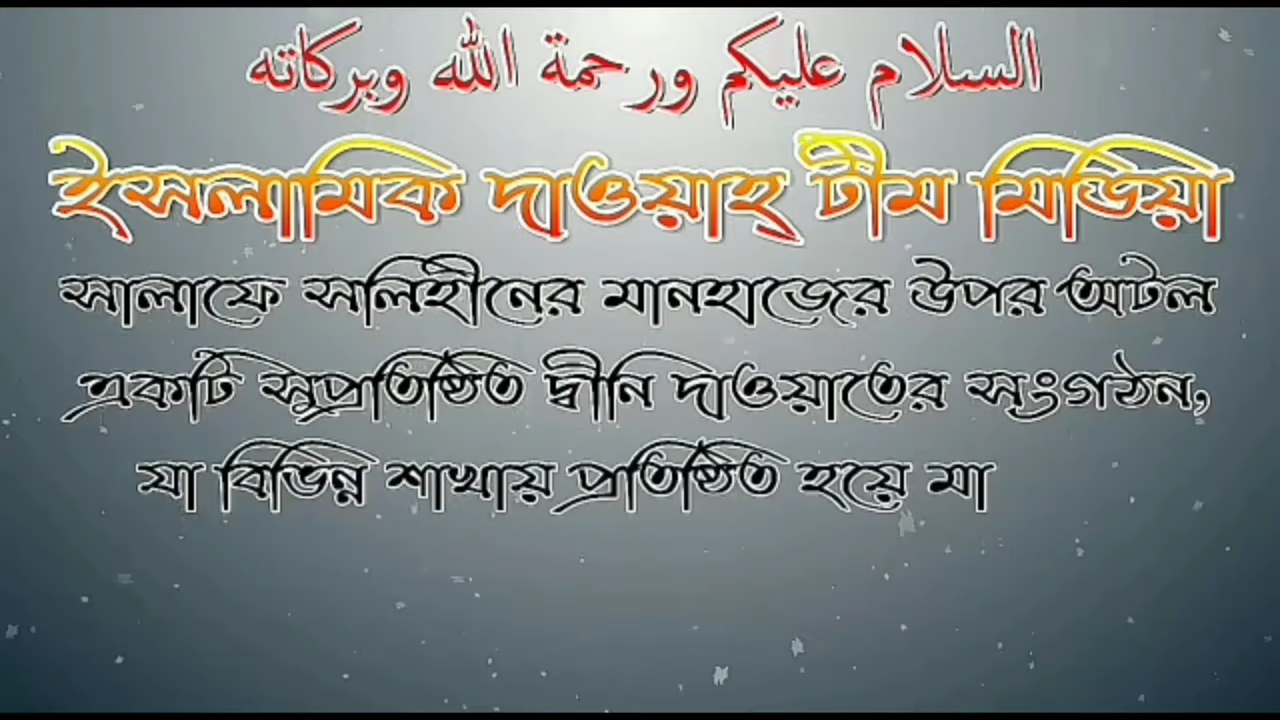 السلام عليكم ورحمة الله وبركاته
ইসলামিক দাওয়াহ্ টীম মিডিয়া
সালাফে সলিহীনের মানহাজের উপর অটল
একটি সুপ্রতিষ্ঠিত দ্বীনি দাওয়াতের সংগঠন,
যা বিভিন্ন শাখায় প্রতিষ্ঠিত হয়ে মা